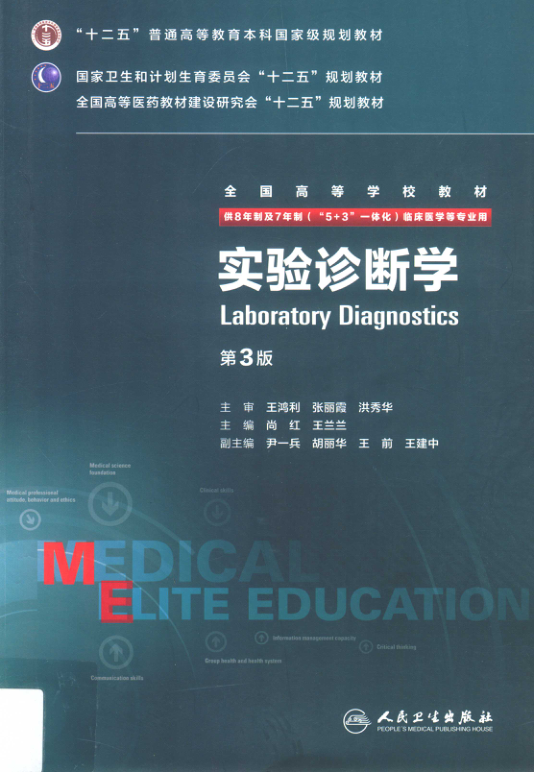 “十二五”普通高等教育本科国家级规划教材
国家卫生和计划生育委员会“十二五”规划教材
全国高等医药教材建设研究会“十二五”规划教材
全国高等学校教材
供8年制及7年制(“5+3”一体化)临床医学等专业用
实验诊断学
Laboratory Diagnostics
第3版
主 审 王鸿利 张丽霞 洪秀华
主 编 尚 红 王兰兰
副主编 尹一兵 胡丽华 王 前 王建中
Medical science
foundation
Medical professional
attitude, behavior and ethics
Clinical skills
MEDICAL
ELITE EDUCATION
Information management capacity
Critical thinking
Group health and health system
Communication skills
人民卫生出版社
PEOPLE'S MEDICAL PUBLISHING HOUSE